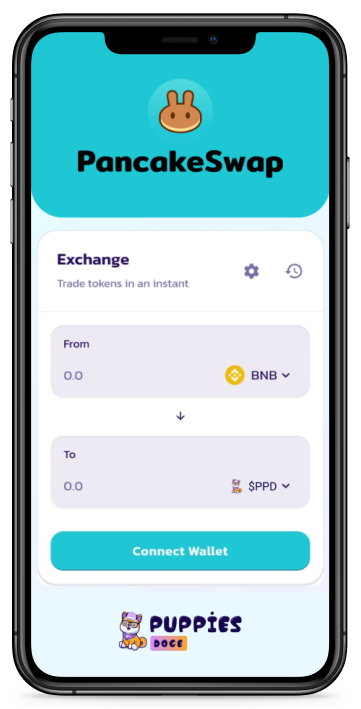 PancakeSwap
Exchange
Trade tokens in an instant
From
0.0
BNB
To
0.0
$PPD
Connect Wallet
PUPPIES
DOGE